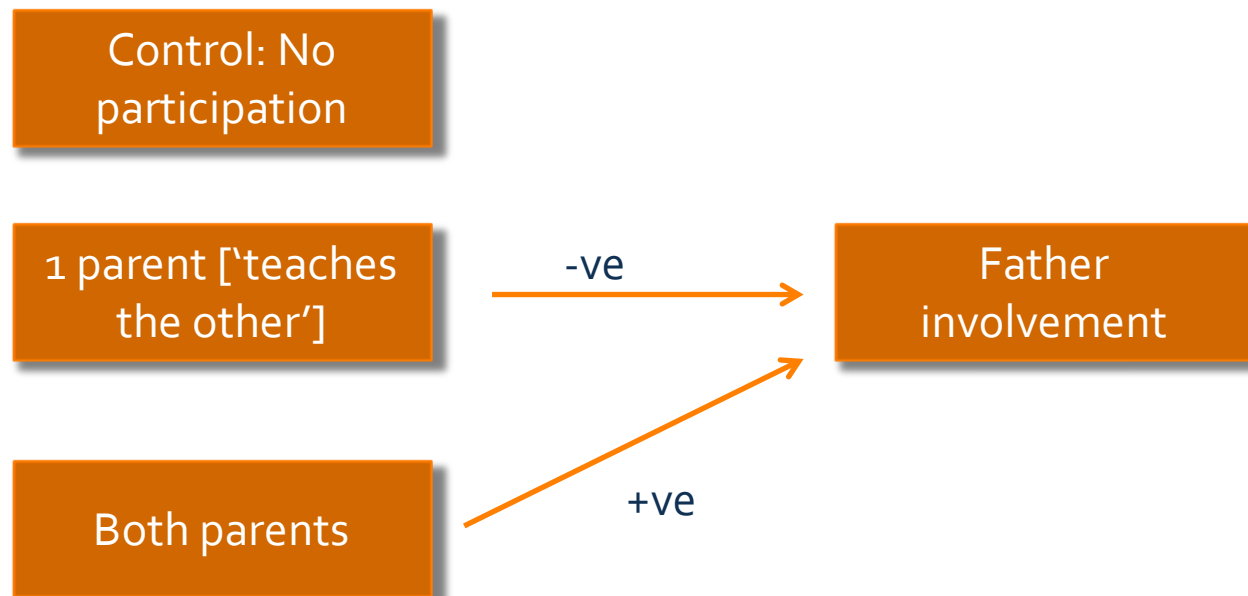 Control: No
participation
1 parent [‘teaches
the other’]
-ve
Father
involvement
+ve
Both parents